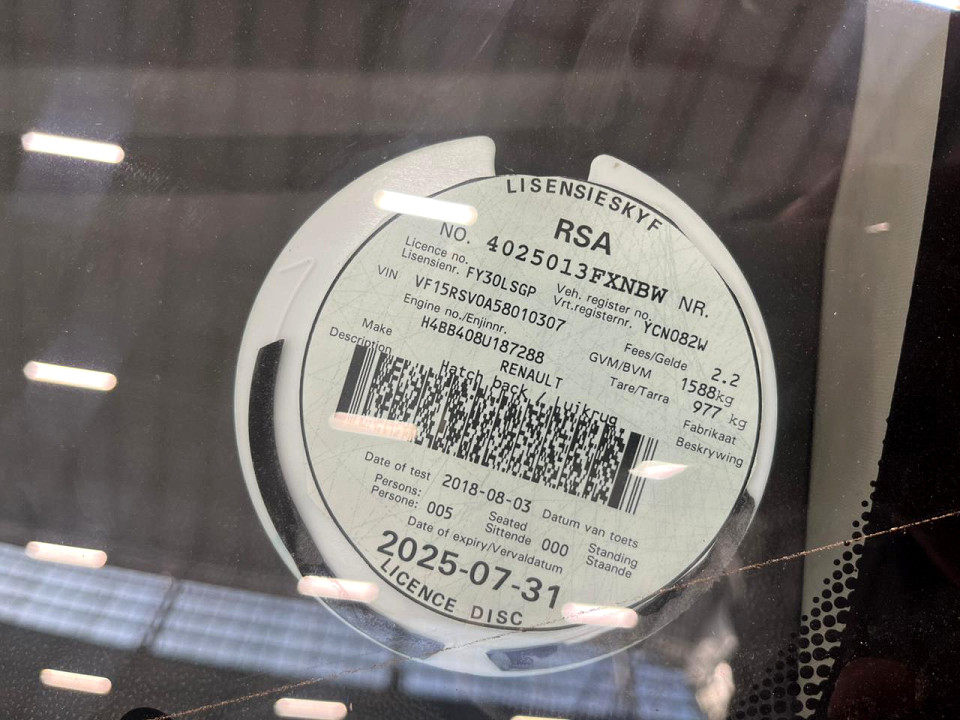 LISENSIESKYF
RSA
NO. 4025013FXNBW NR.
Licence no. Veh. register no.
Lisensienr. FY30LSGP Vrt.registernr. YCN082W
VIN VF15RSV0A58010307 Fees/Gelde 2.2
Engine no./Enjinnr. GVM/BVM 1588kg
H4BB408U187288 Tare/Tarra 977 kg
Make RENAULT Fabrikaat
Description Hatch back / Luikrug Beskrywing
Date of test 2018-08-03 Datum van toets
Persons: Seated Standing
Persone: 005 Sittende 000 Staande
Date of expiry/Vervaldatum
2025-07-31
LICENCE DISC